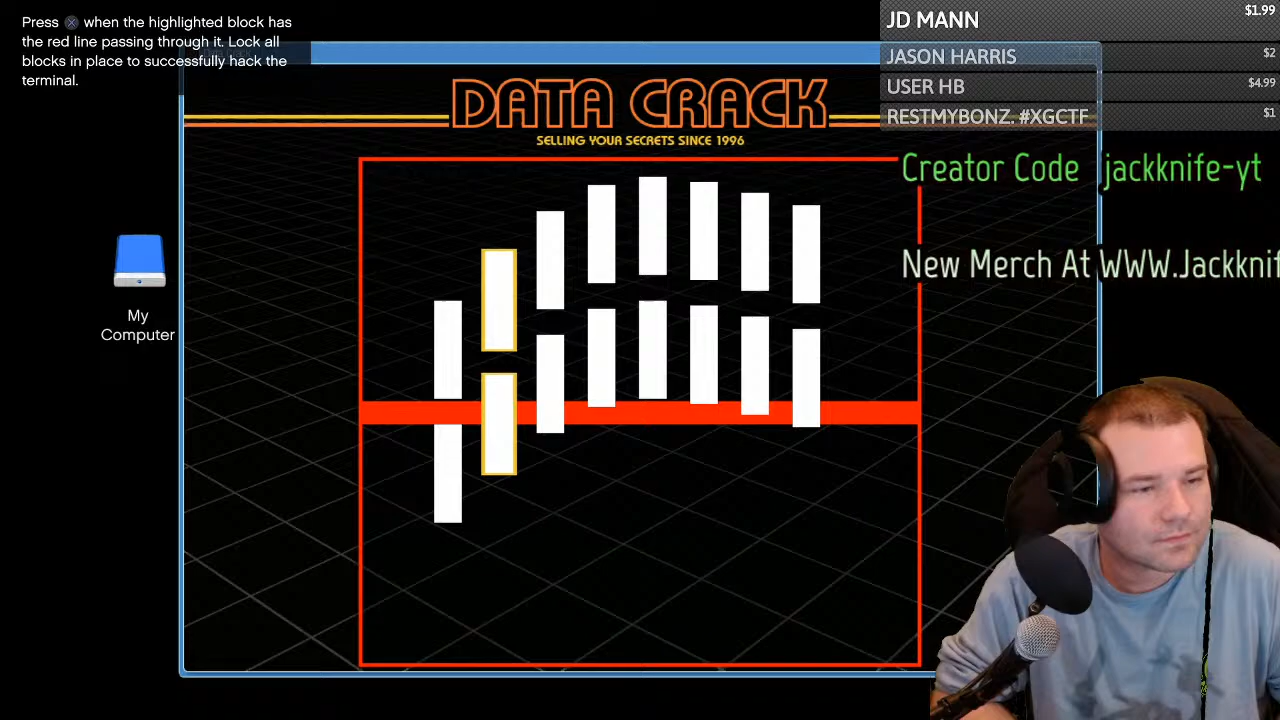 Press ⊗ when the highlighted block has
the red line passing through it. Lock all
blocks in place to successfully hack the
terminal.
JD MANN $1.99
JASON HARRIS $2
USER HB $4.99
RESTMYBONZ. #XGCTF $1
DATA CRACK
SELLING YOUR SECRETS SINCE 1996
Creator Code jackknife-yt
New Merch At WWW.Jackknif
My
Computer